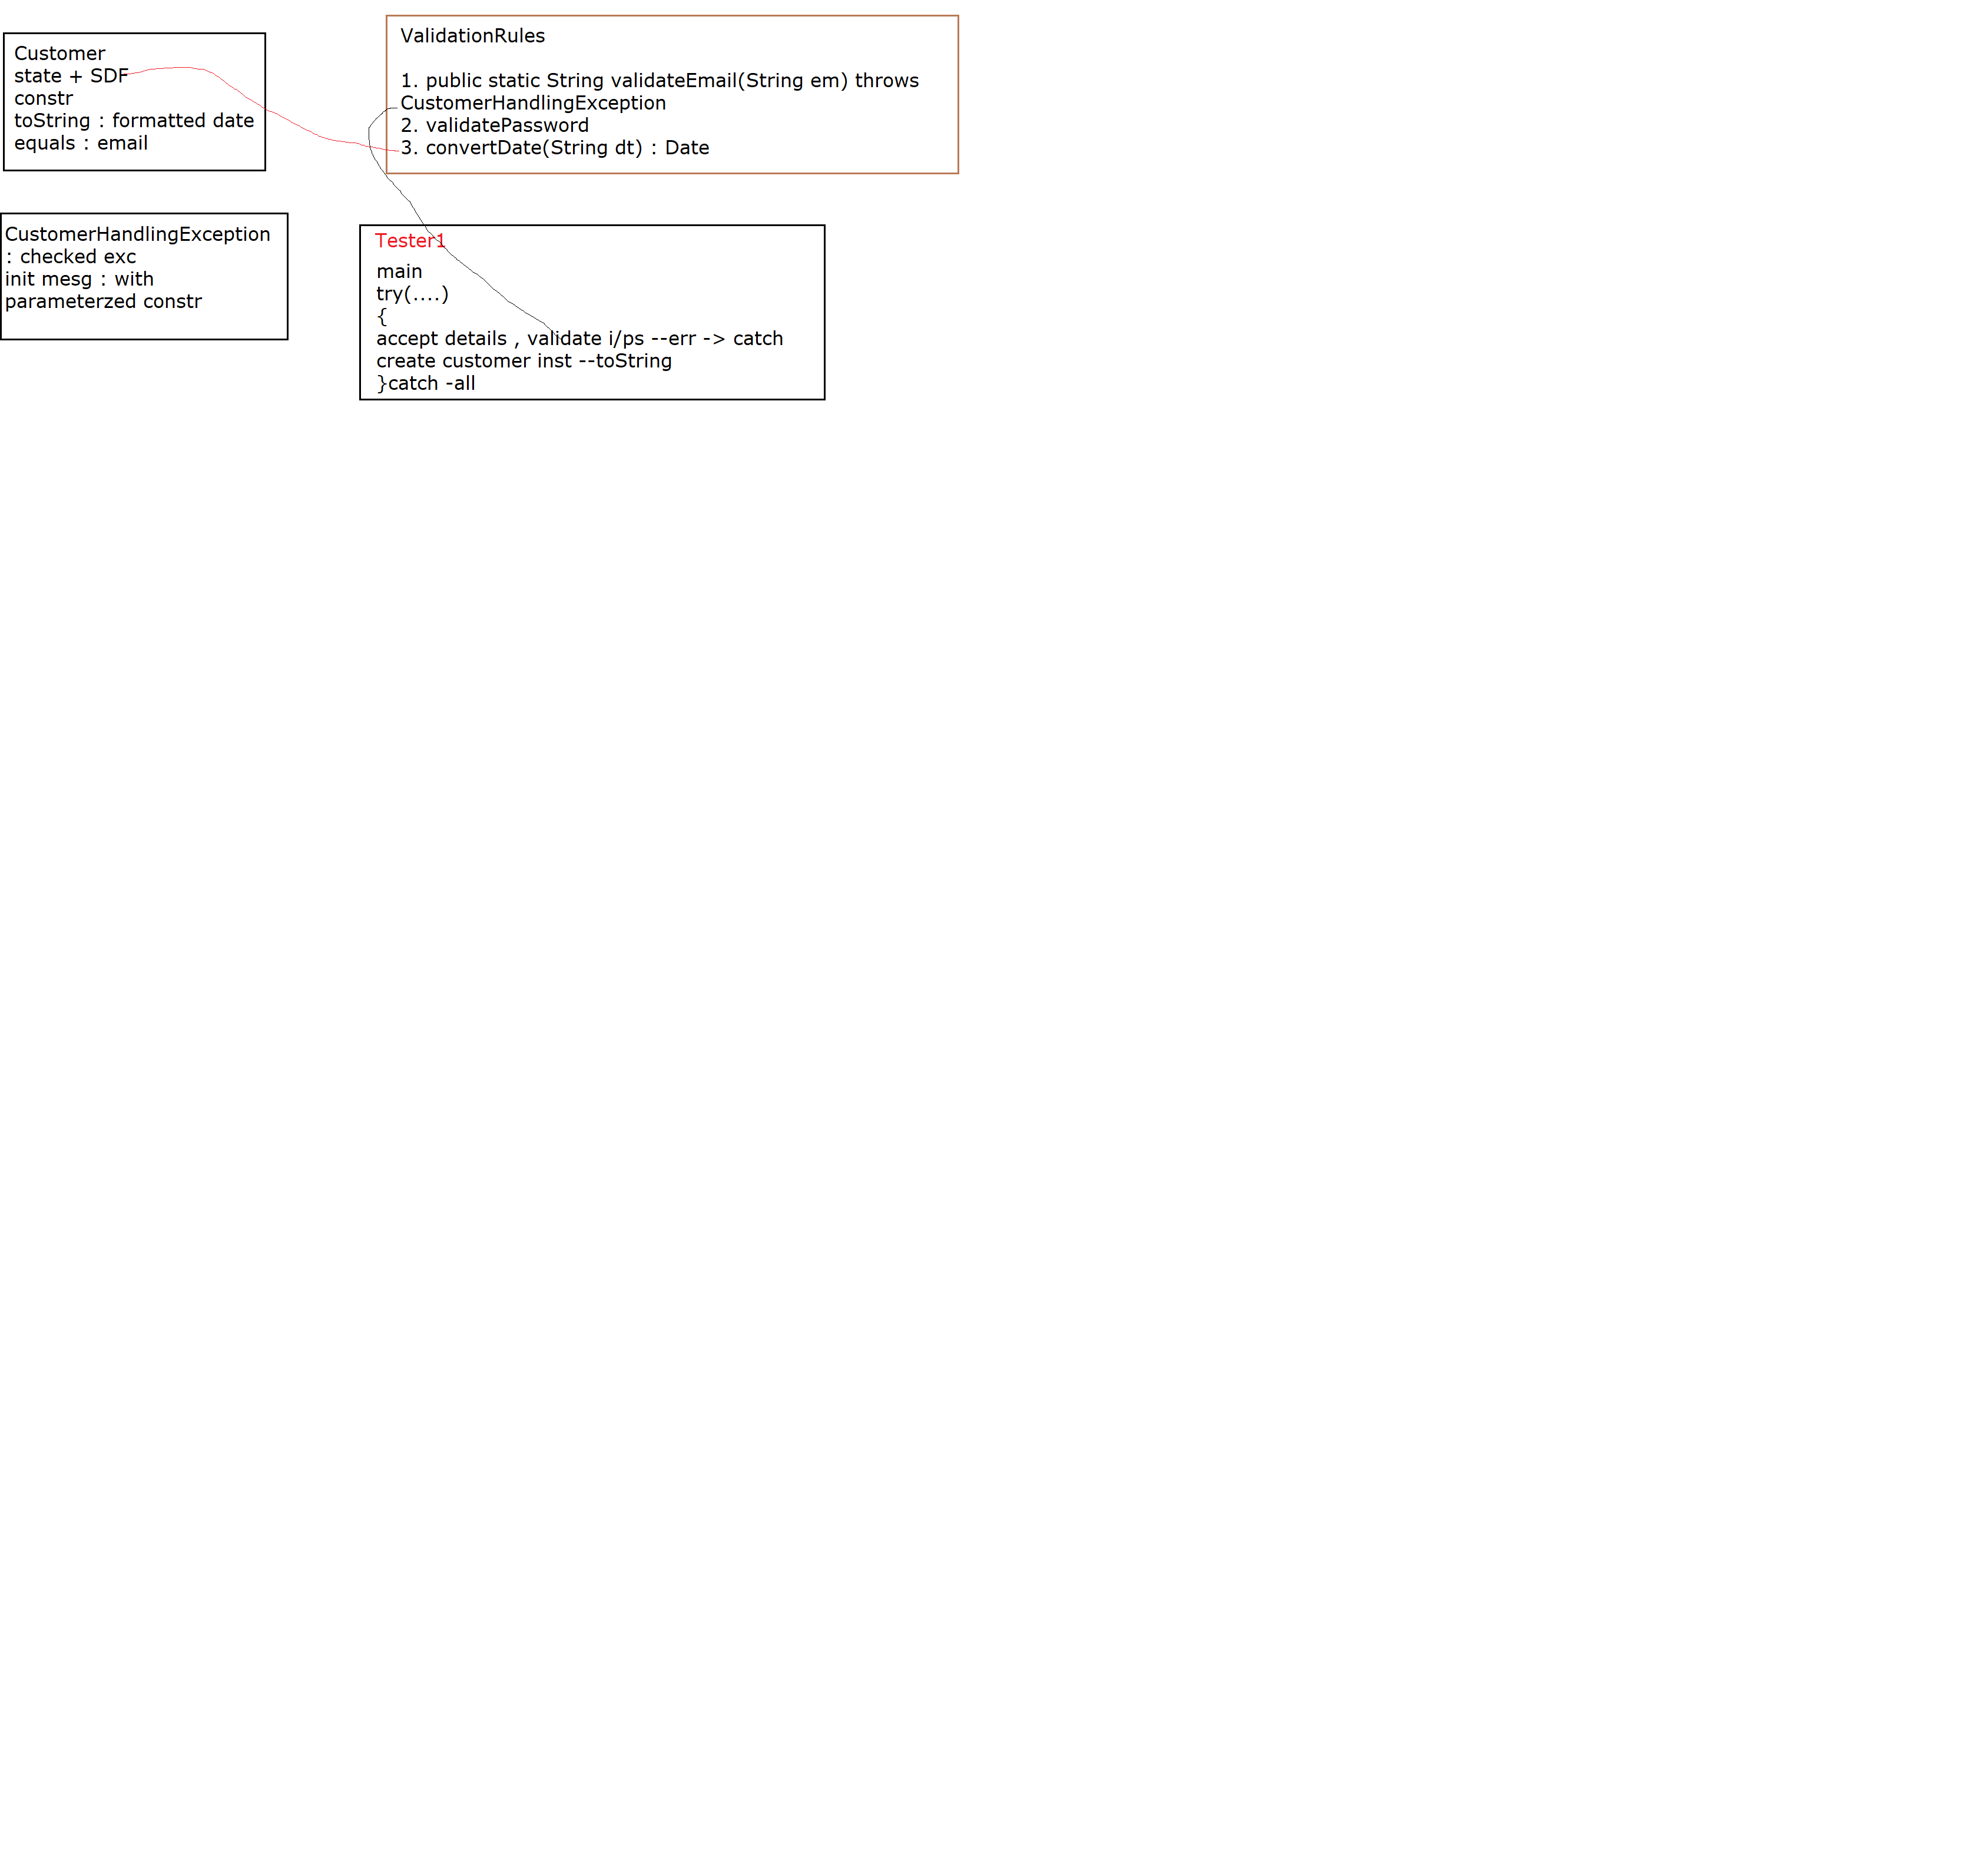 Customer
state + SDF
constr
toString : formatted date
equals : email
ValidationRules
1. public static String validateEmail(String em) throws
CustomerHandlingException
2. validatePassword
3. convertDate(String dt) : Date
CustomerHandlingException
: checked exc
init mesg : with
parameterzed constr
Tester1
main
try(....)
{
accept details , validate i/ps --err -> catch
create customer inst --toString
}catch -all